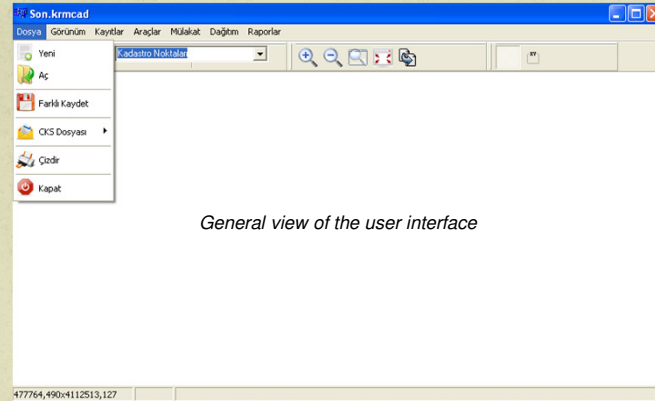 Son.krmcad
Dosya Görünüm Kayıtlar Araçlar Mülakat Dağıtım Raporlar
Yeni
Kadastro Noktaları
XY
Aç
Farklı Kaydet
CKS Dosyası
Çizdir
Kapat
General view of the user interface
477764,490x4112513,127